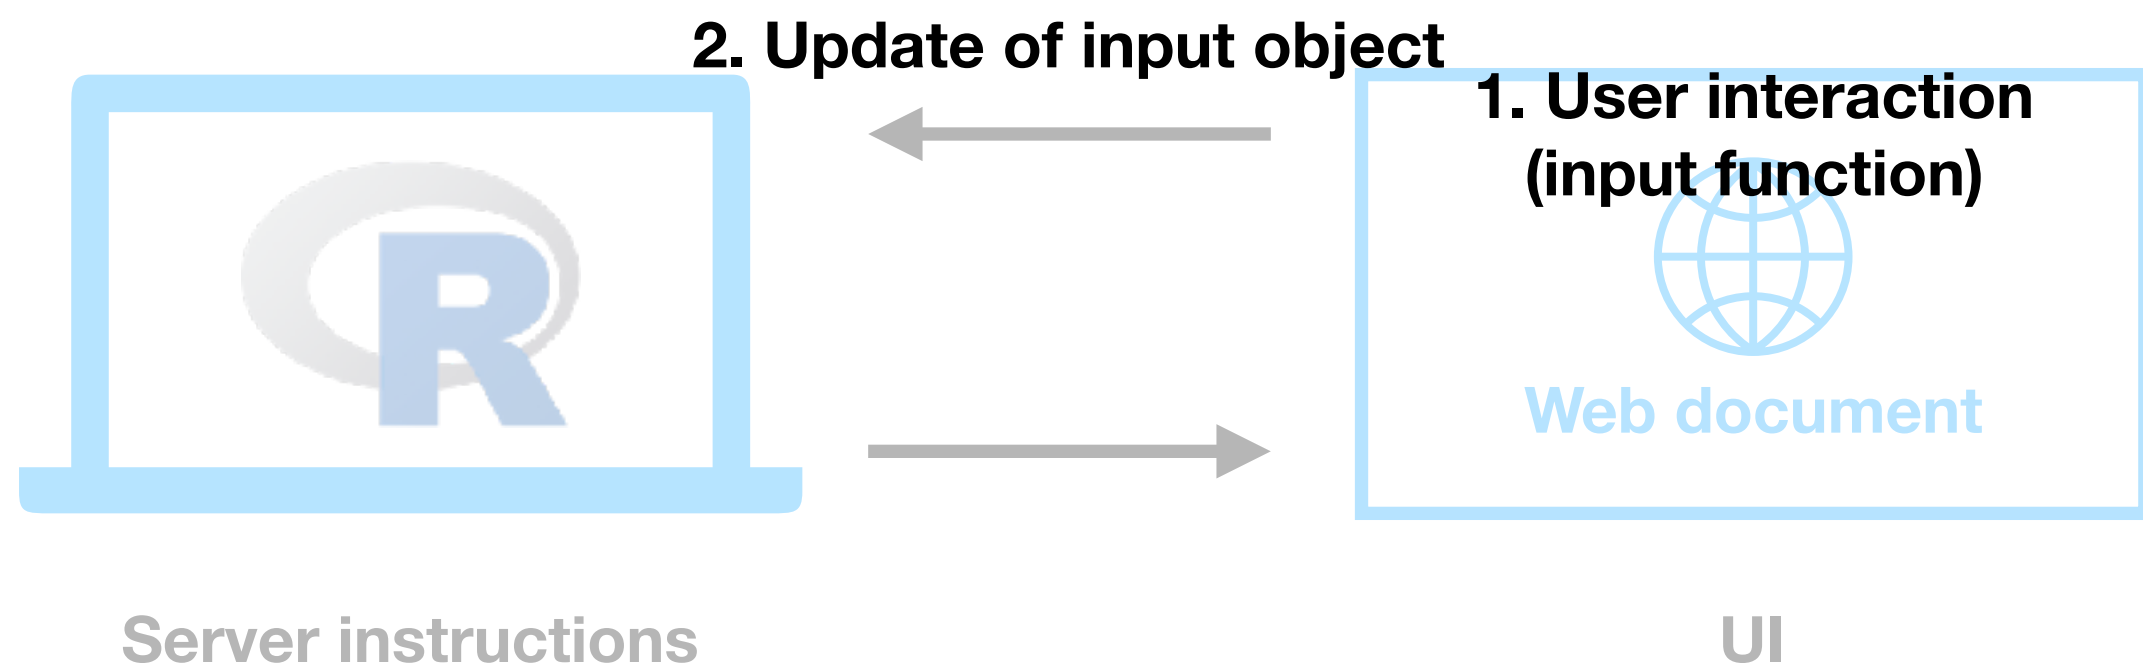 2. Update of input object
1. User interaction
(input function)
R
Web document
Server instructions
UI